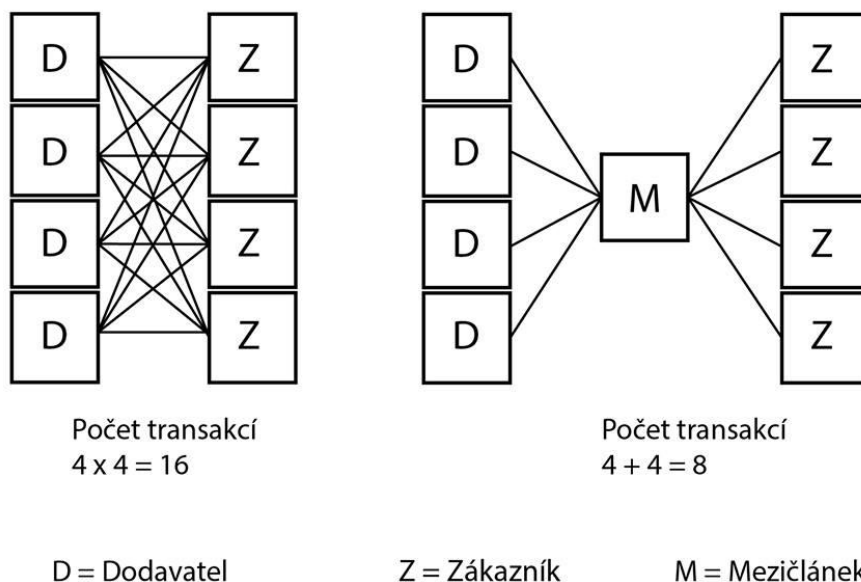 D Z D Z
D Z D Z
M
D Z D Z
D Z D Z
Počet transakcí
4 x 4 = 16
Počet transakcí
4 + 4 = 8
D = Dodavatel Z = Zákazník M = Mezičlánek